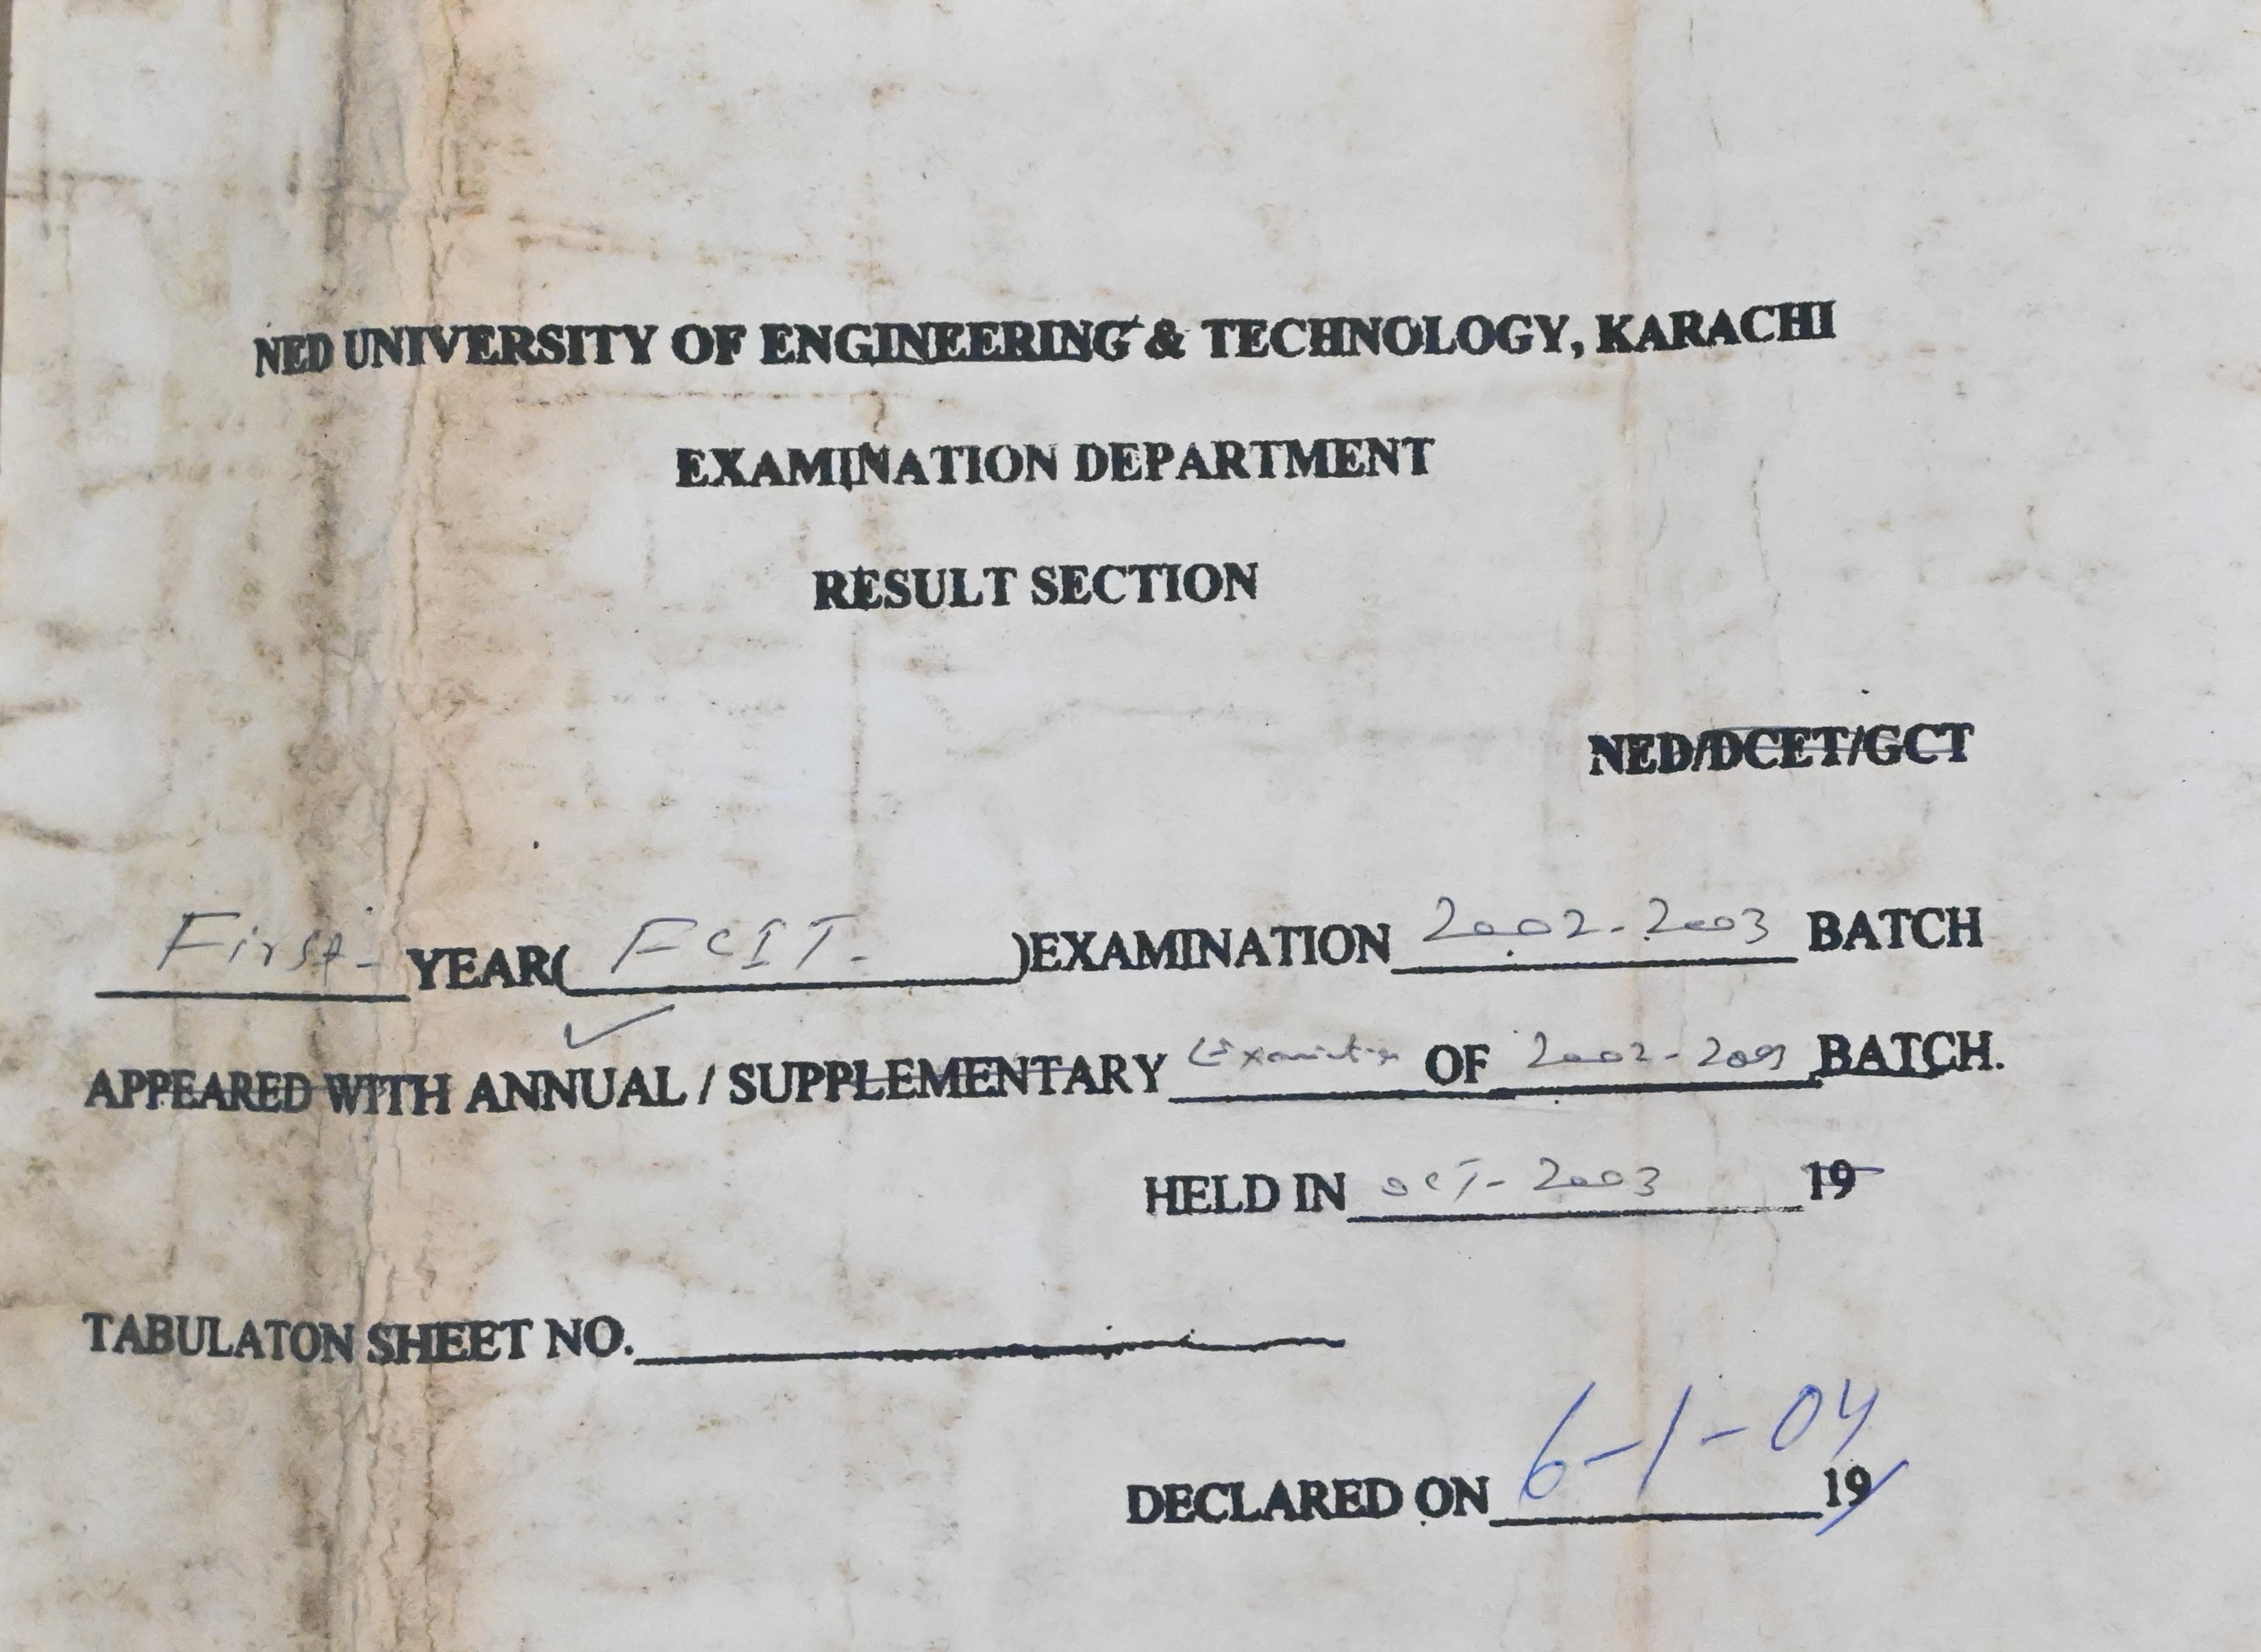 NED UNIVERSITY OF ENGINEERING & TECHNOLOGY, KARACHI
EXAMINATION DEPARTMENT
RESULT SECTION
NED/DCET/GCT
First- YEAR( FCIT. )EXAMINATION 2002-2003 BATCH
APPEARED WITH ANNUAL / SUPPLEMENTARY OF 2002- BATCH.
HELD IN OCT-2003 19
TABULATON SHEET NO.
DECLARED ON 6-1-04 19